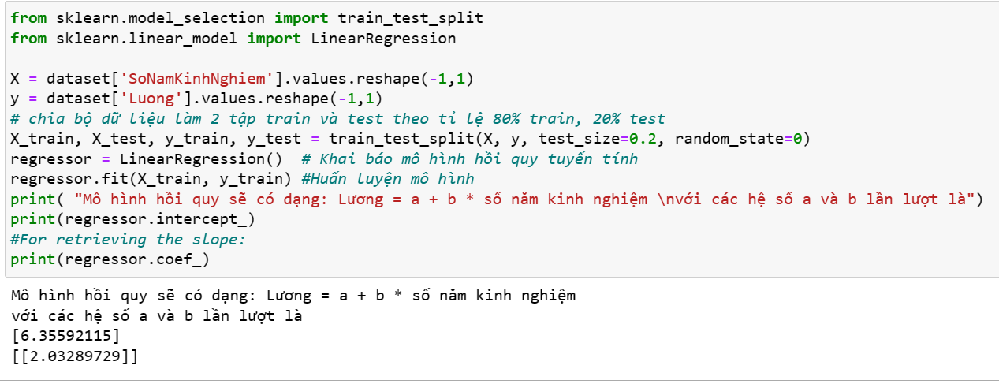 from sklearn.model_selection import train_test_split
from sklearn.linear_model import LinearRegression
X = dataset['SoNamKinhNghiem'].values.reshape(-1,1)
y = dataset['Luong'].values.reshape(-1,1)
# chia bộ dữ liệu làm 2 tập train và test theo tỉ lệ 80% train, 20% test
X_train, X_test, y_train, y_test = train_test_split(X, y, test_size=0.2, random_state=0)
regressor = LinearRegression()  # Khai báo mô hình hồi quy tuyến tính
regressor.fit(X_train, y_train) #Huấn luyện mô hình
print( "Mô hình hồi quy sẽ có dạng: Lương = a + b * số năm kinh nghiệm \nvới các hệ số a và b lần lượt là")
print(regressor.intercept_)
#For retrieving the slope:
print(regressor.coef_)
Mô hình hồi quy sẽ có dạng: Lương = a + b * số năm kinh nghiệm
với các hệ số a và b lần lượt là
[6.35592115]
[[2.03289729]]